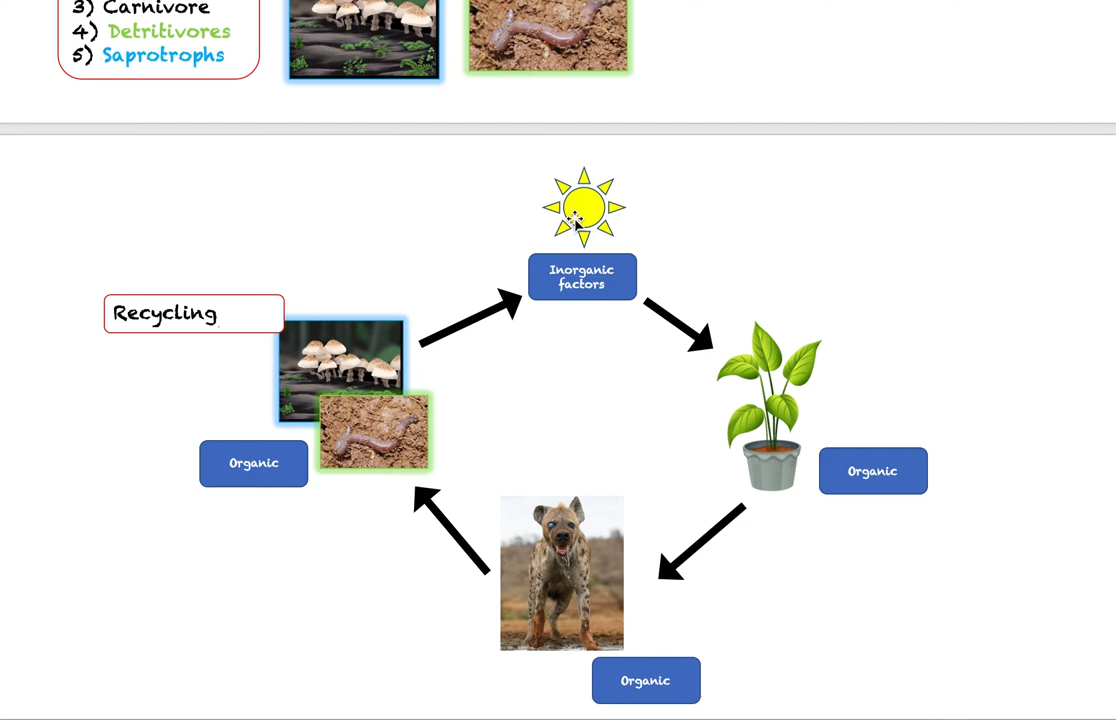 3) Carnivore
4) Detritivores
5) Saprotrophs
Inorganic
factors
Recycling
Organic
Organic
Organic